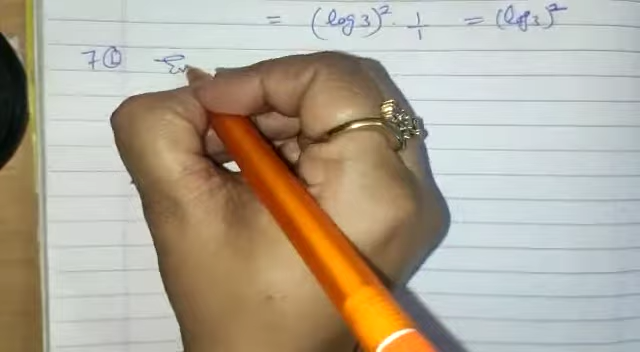 = (log 3)² · 1/1 = (log 3)²
7 ⓑ